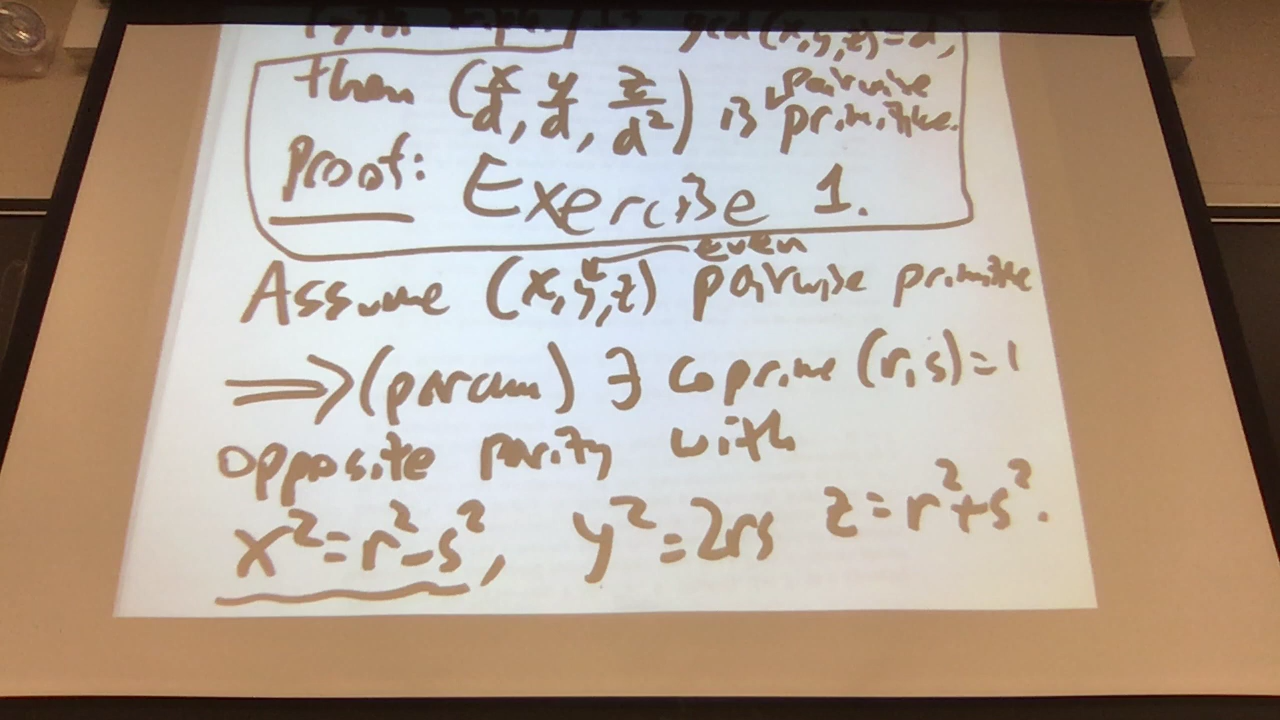 gcd(x,y,z)=d,
then (x/d, y/d, z/d²) is pairwise primitive.
Proof: Exercise 1.
even
Assume (x,y,z) pairwise primitive
⟹(param) ∃ coprime (r,s)=1
opposite parity with
x²=r²-s², y²=2rs z=r²+s².